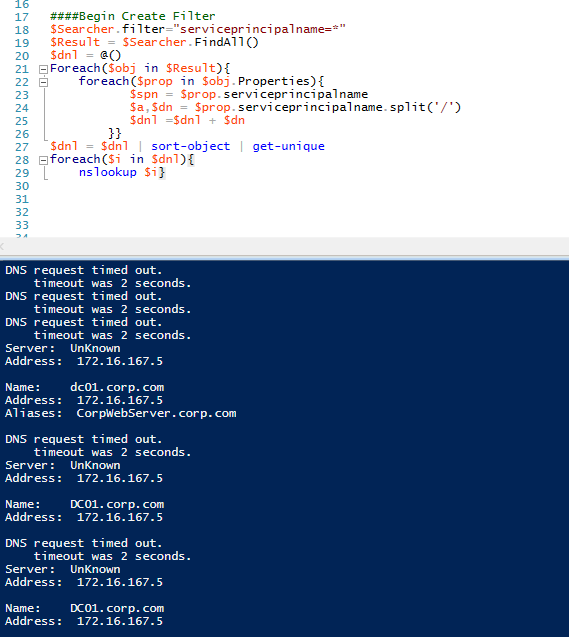 16
17 ####Begin Create Filter
18 $Searcher.filter="serviceprincipalname=*"
19 $Result = $Searcher.FindAll()
20 $dnl = @()
21 Foreach($obj in $Result){
22 foreach($prop in $obj.Properties){
23 $spn = $prop.serviceprincipalname
24 $a,$dn = $prop.serviceprincipalname.split('/')
25 $dnl =$dnl + $dn
26 }}
27 $dnl = $dnl | sort-object | get-unique
28 foreach($i in $dnl){
29 nslookup $i}
30
31
32
33
34
DNS request timed out.
timeout was 2 seconds.
DNS request timed out.
timeout was 2 seconds.
DNS request timed out.
timeout was 2 seconds.
Server: UnKnown
Address: 172.16.167.5
Name: dc01.corp.com
Address: 172.16.167.5
Aliases: CorpWebServer.corp.com
DNS request timed out.
timeout was 2 seconds.
Server: UnKnown
Address: 172.16.167.5
Name: DC01.corp.com
Address: 172.16.167.5
DNS request timed out.
timeout was 2 seconds.
Server: UnKnown
Address: 172.16.167.5
Name: DC01.corp.com
Address: 172.16.167.5